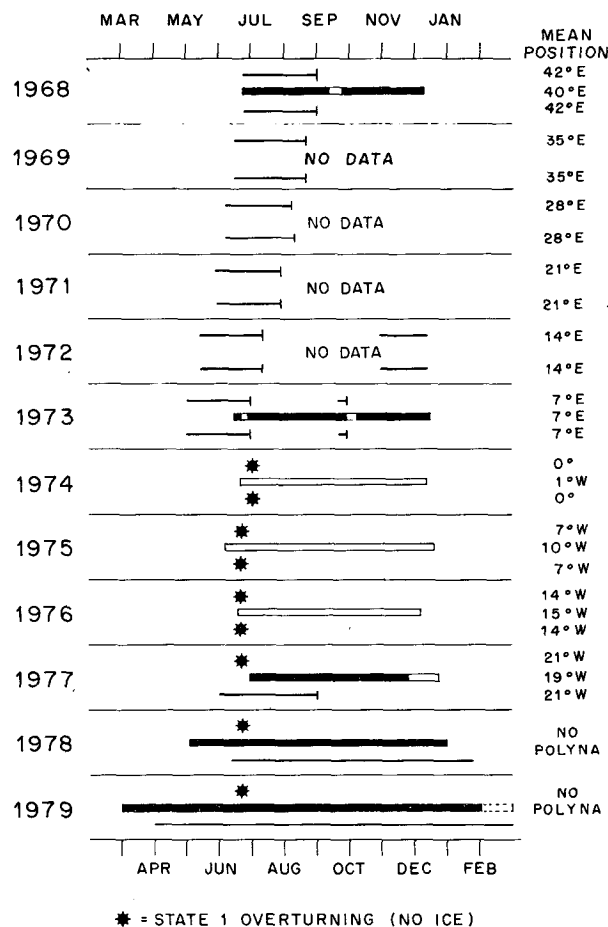 MAR MAY JUL SEP NOV JAN
MEAN
POSITION
1968
42°E
40°E
42°E
1969
NO DATA
35°E
35°E
1970
NO DATA
28°E
28°E
1971
NO DATA
21°E
21°E
1972
NO DATA
14°E
14°E
1973
7°E
7°E
7°E
1974
0°
1°W
0°
1975
7°W
10°W
7°W
1976
14°W
15°W
14°W
1977
21°W
19°W
21°W
1978
NO
POLYNA
1979
NO
POLYNA
APR JUN AUG OCT DEC FEB
✷ = STATE 1 OVERTURNING (NO ICE)